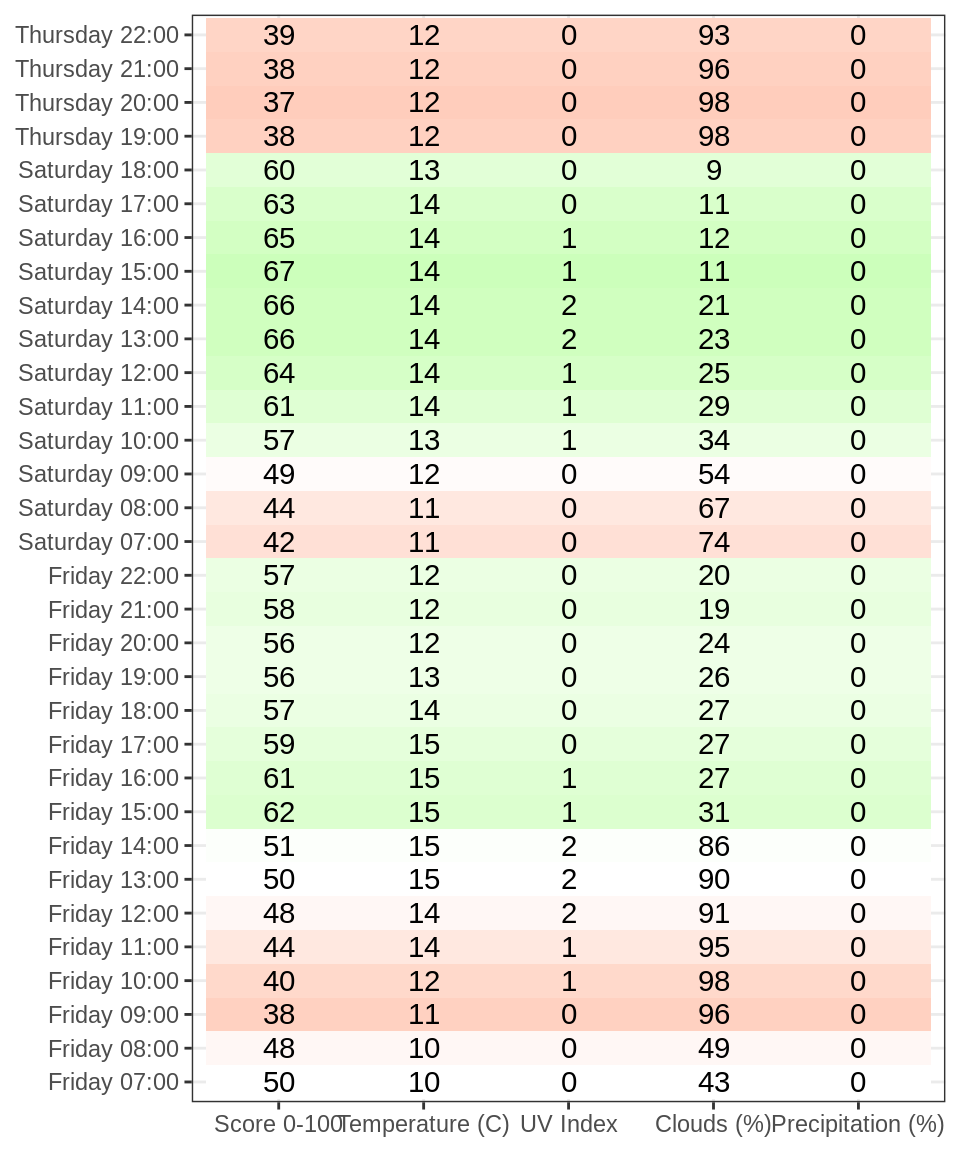 Thursday 22:00 39 12 0 93 0
Thursday 21:00 38 12 0 96 0
Thursday 20:00 37 12 0 98 0
Thursday 19:00 38 12 0 98 0
Saturday 18:00 60 13 0 9 0
Saturday 17:00 63 14 0 11 0
Saturday 16:00 65 14 1 12 0
Saturday 15:00 67 14 1 11 0
Saturday 14:00 66 14 2 21 0
Saturday 13:00 66 14 2 23 0
Saturday 12:00 64 14 1 25 0
Saturday 11:00 61 14 1 29 0
Saturday 10:00 57 13 1 34 0
Saturday 09:00 49 12 0 54 0
Saturday 08:00 44 11 0 67 0
Saturday 07:00 42 11 0 74 0
Friday 22:00 57 12 0 20 0
Friday 21:00 58 12 0 19 0
Friday 20:00 56 12 0 24 0
Friday 19:00 56 13 0 26 0
Friday 18:00 57 14 0 27 0
Friday 17:00 59 15 0 27 0
Friday 16:00 61 15 1 27 0
Friday 15:00 62 15 1 31 0
Friday 14:00 51 15 2 86 0
Friday 13:00 50 15 2 90 0
Friday 12:00 48 14 2 91 0
Friday 11:00 44 14 1 95 0
Friday 10:00 40 12 1 98 0
Friday 09:00 38 11 0 96 0
Friday 08:00 48 10 0 49 0
Friday 07:00 50 10 0 43 0
Score 0-100 Temperature (C) UV Index Clouds (%) Precipitation (%)